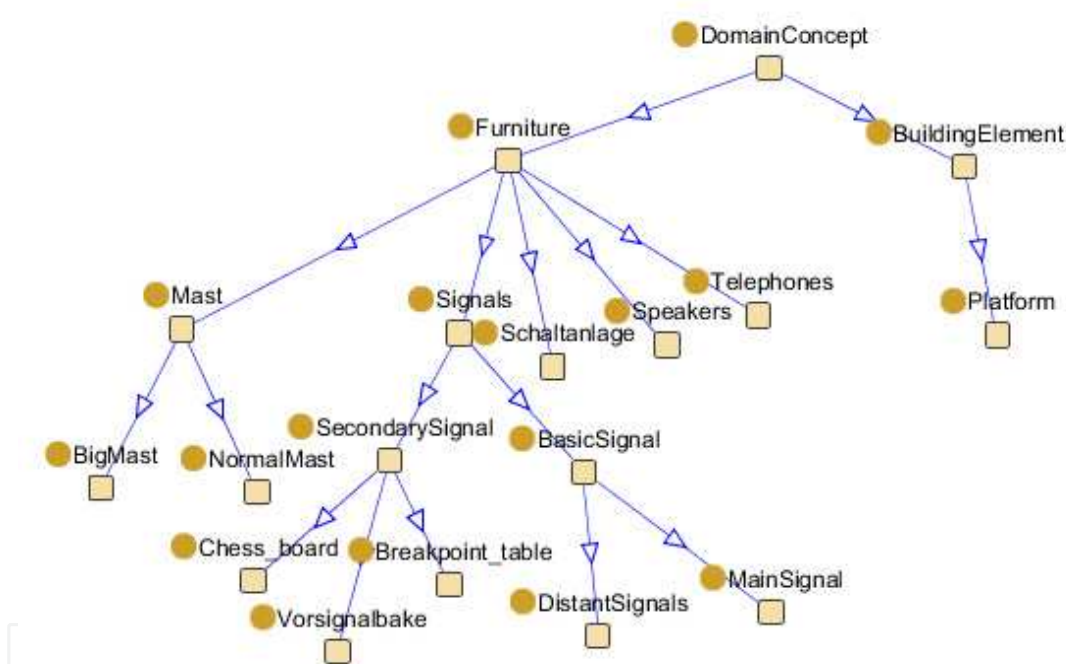 DomainConcept
Furniture
BuildingElement
Mast
Signals
Schaltanlage
Speakers
Telephones
Platform
BigMast
NormalMast
SecondarySignal
BasicSignal
Chess_board
Breakpoint_table
Vorsignalbake
DistantSignals
MainSignal